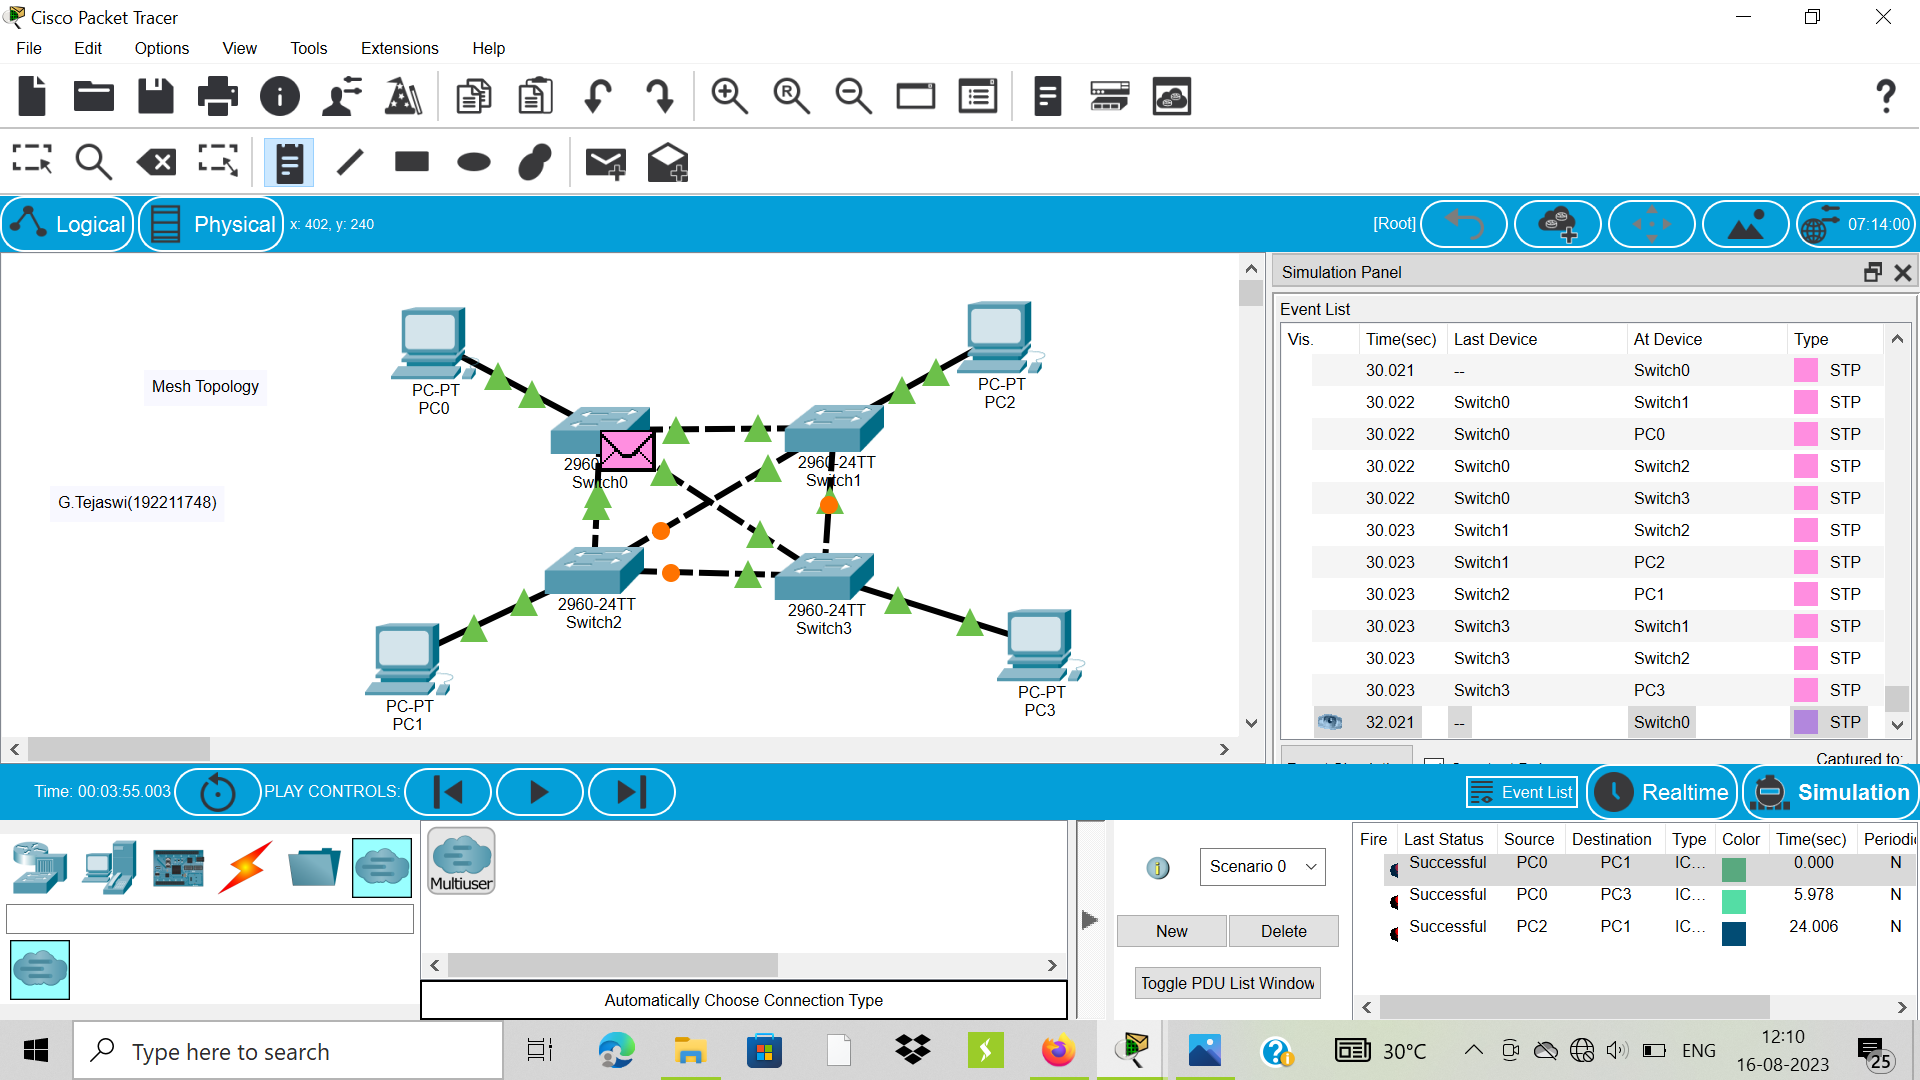 Cisco Packet Tracer
File Edit Options View Tools Extensions Help
Logical
Physical
x: 402, y: 240
[Root]
07:14:00
Mesh Topology
G.Tejaswi(192211748)
PC-PT
PC0
PC-PT
PC2
2960
Switch0
2960-24TT
Switch1
2960-24TT
Switch2
2960-24TT
Switch3
PC-PT
PC1
PC-PT
PC3
Simulation Panel
Event List
Vis. Time(sec) Last Device At Device Type
30.021 -- Switch0 STP
30.022 Switch0 Switch1 STP
30.022 Switch0 PC0 STP
30.022 Switch0 Switch2 STP
30.022 Switch0 Switch3 STP
30.023 Switch1 Switch2 STP
30.023 Switch1 PC2 STP
30.023 Switch2 PC1 STP
30.023 Switch3 Switch1 STP
30.023 Switch3 Switch2 STP
30.023 Switch3 PC3 STP
32.021 -- Switch0 STP
Captured to:
Time: 00:03:55.003
PLAY CONTROLS:
Event List
Realtime
Simulation
Multiuser
Automatically Choose Connection Type
Scenario 0
New
Delete
Toggle PDU List Window
Fire Last Status Source Destination Type Color Time(sec) Periodic
Successful PC0 PC1 IC... 0.000 N
Successful PC0 PC3 IC... 5.978 N
Successful PC2 PC1 IC... 24.006 N
Type here to search
30°C
ENG
12:10
16-08-2023
25